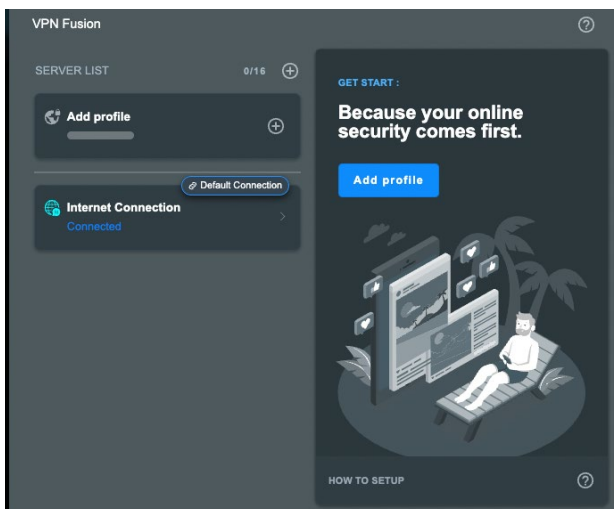 VPN Fusion
SERVER LIST
0/16
Add profile
Default Connection
Internet Connection
Connected
GET START :
Because your online
security comes first.
Add profile
HOW TO SETUP